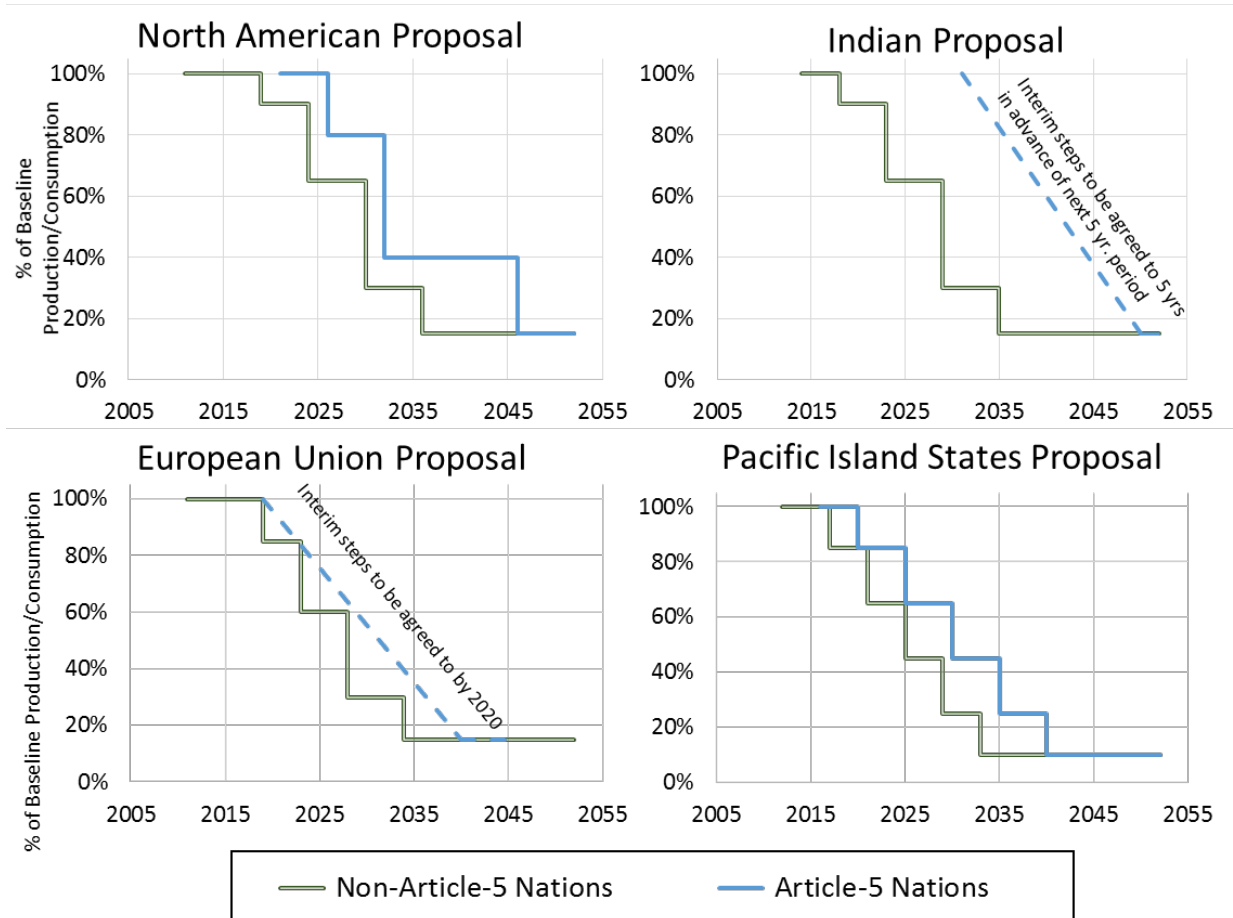 North American Proposal
% of Baseline
Production/Consumption
100%
80%
60%
40%
20%
0%
2005 2015 2025 2035 2045 2055
Indian Proposal
100%
80%
60%
40%
20%
0%
Interim steps to be agreed to 5 yrs
in advance of next 5 yr. period
2005 2015 2025 2035 2045 2055
European Union Proposal
% of Baseline Production/Consumption
100%
80%
60%
40%
20%
0%
Interim steps to be agreed to by 2020
2005 2015 2025 2035 2045 2055
Pacific Island States Proposal
100%
80%
60%
40%
20%
0%
2005 2015 2025 2035 2045 2055
Non-Article-5 Nations
Article-5 Nations